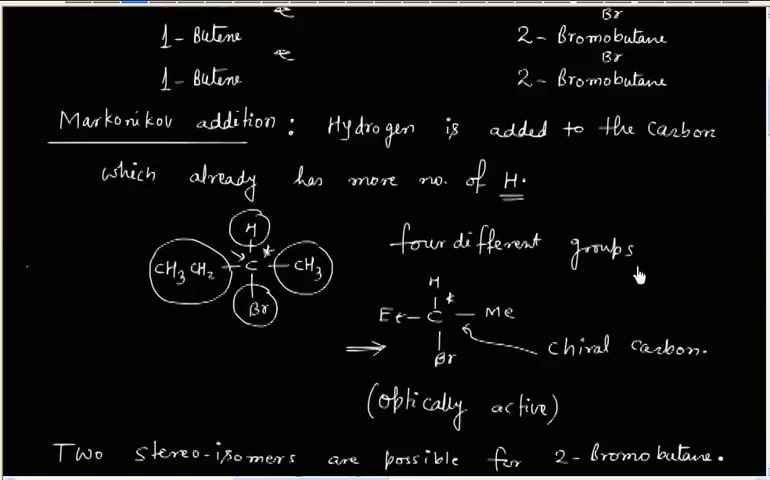 Br
1-Butene 2-Bromobutane
Br
1-Butene 2-Bromobutane
Markonikov addition: Hydrogen is added to the carbon
which already has more no. of H.
H
CH3CH2 - C* - CH3
Br
four different groups
H
Et - C* - Me
Br
chiral carbon.
(optically active)
Two stereo-isomers are possible for 2-Bromobutane.